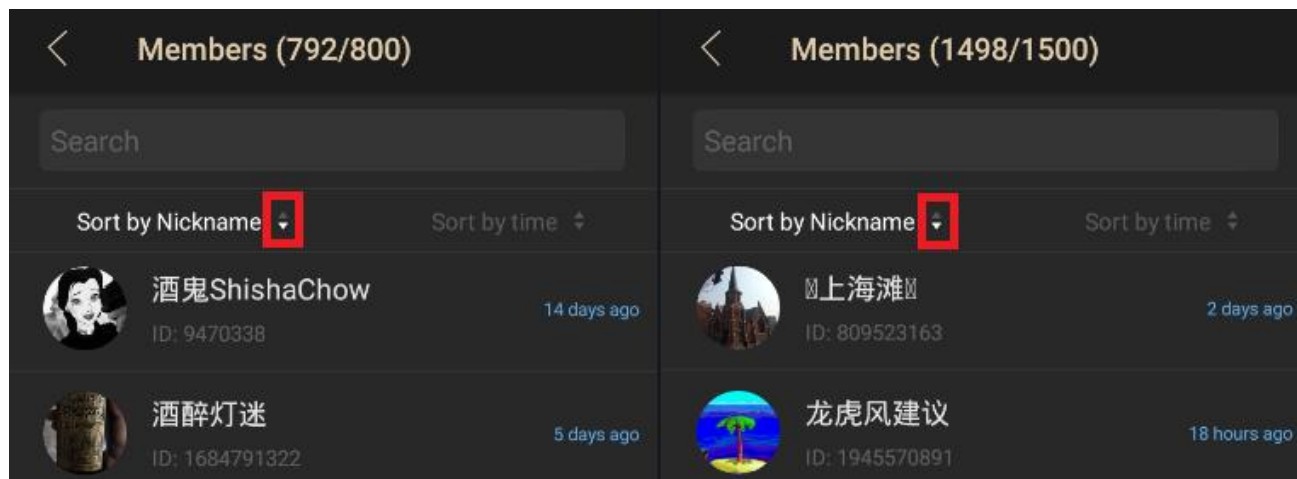 Members (792/800)
Search
Sort by Nickname
Sort by time
酒鬼ShishaChow
14 days ago
ID: 9470338
酒醉灯迷
5 days ago
ID: 1684791322
Members (1498/1500)
Search
Sort by Nickname
Sort by time
上海滩
2 days ago
ID: 809523163
龙虎风建议
18 hours ago
ID: 1945570891